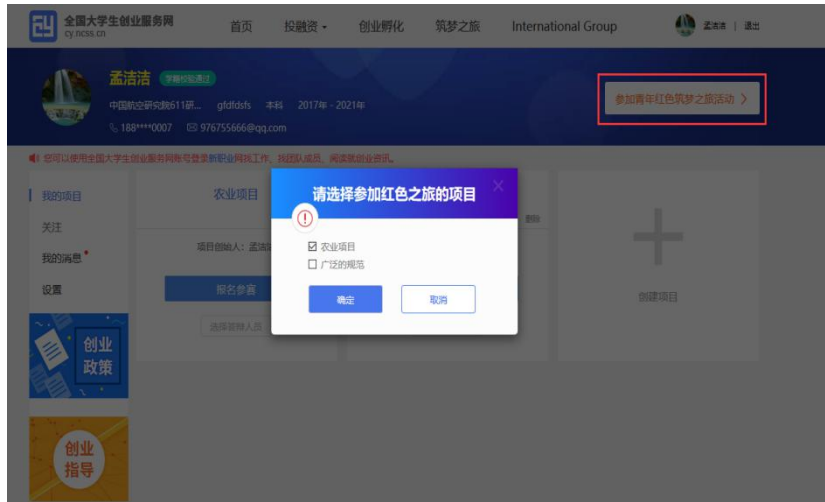 全国大学生创业服务网
cy.ncss.cn
首页 投融资 创业孵化 筑梦之旅 International Group 孟洁洁 | 退出
孟洁洁 学籍校验通过
中国航空研究院611研... gfdfdsfs 本科 2017年 - 2021年
188****0007 976755666@qq.com
参加青年红色筑梦之旅活动 >
您可以使用全国大学生创业服务网账号登录新职业网找工作、找团队成员、阅读就创业资讯。
我的项目
关注
我的消息
设置
创业
政策
创业
指导
农业项目
项目创始人：孟洁
报名参赛
删除
创建项目
请选择参加红色之旅的项目
农业项目
广泛的规范
确定 取消